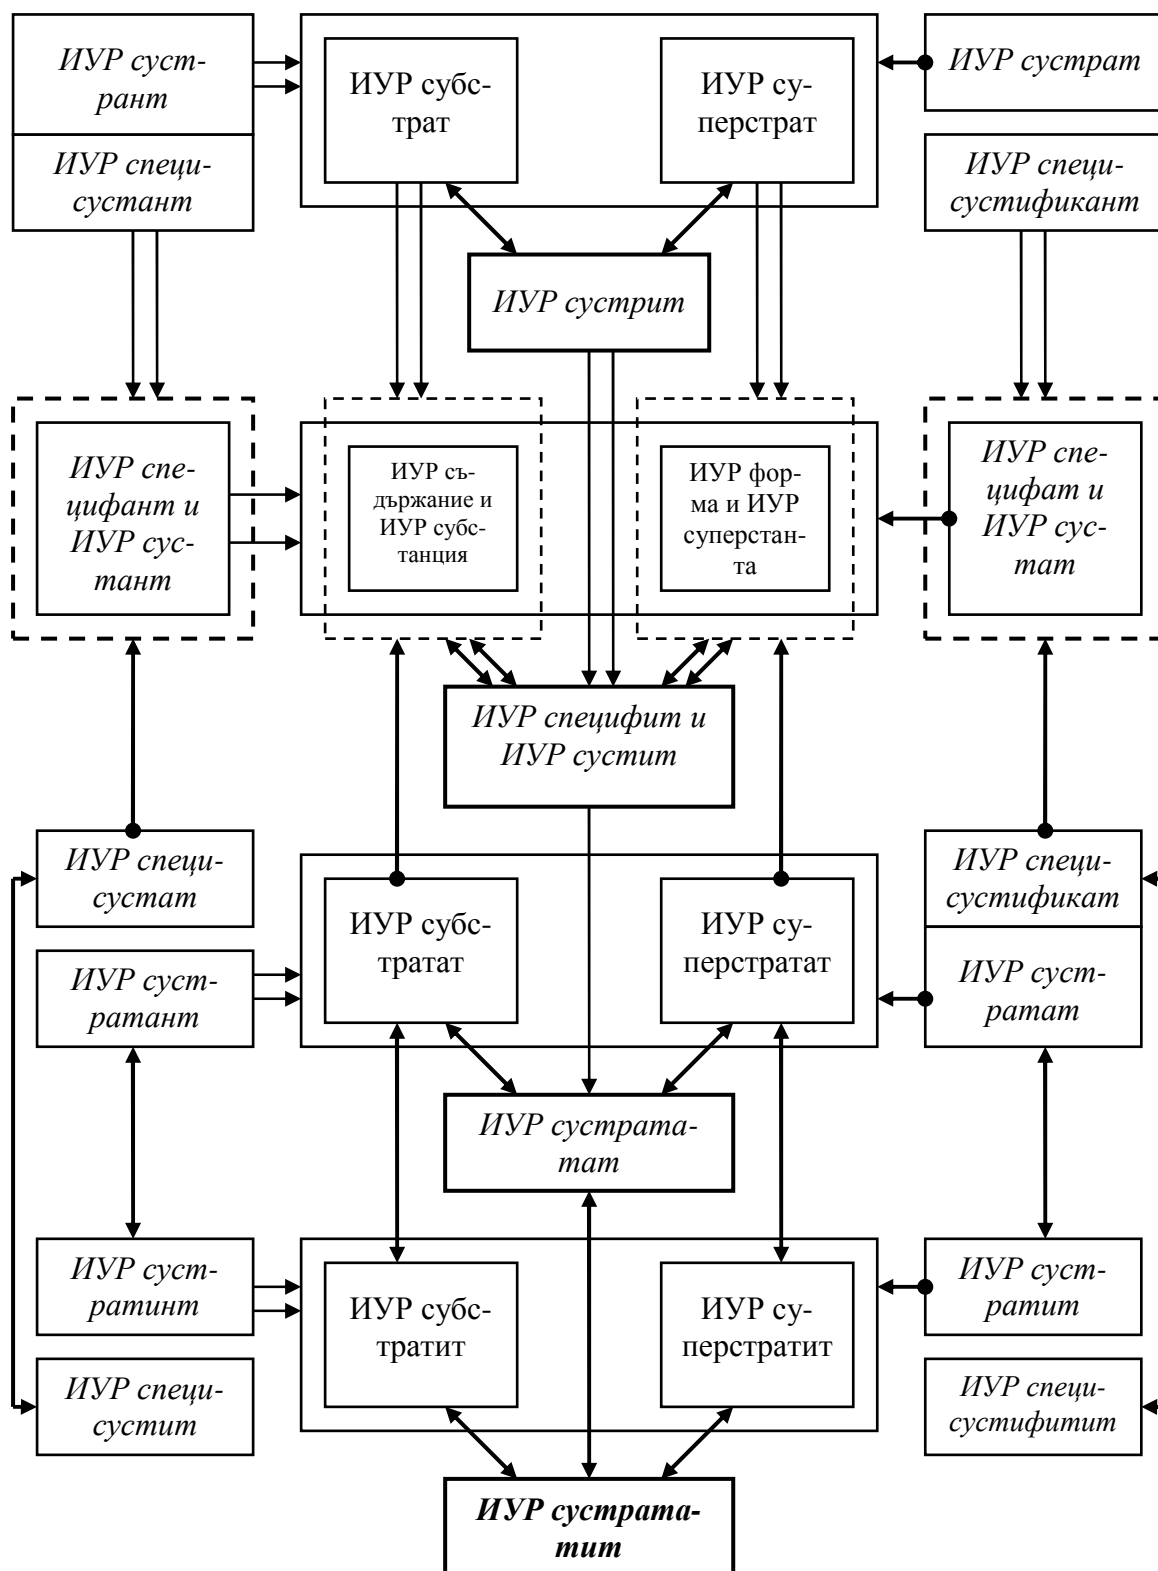 ИУР суст-
рант
ИУР субс-
трат
ИУР су-
перстрат
ИУР сустрат
ИУР специ-
сустант
ИУР специ-
сустификант
ИУР сустрит
ИУР спе-
цифант и
ИУР сус-
тант
ИУР съ-
държание и
ИУР субс-
танция
ИУР фор-
ма и ИУР
суперстан-
та
ИУР спе-
цифат и
ИУР сус-
тат
ИУР специфит и
ИУР сустит
ИУР специ-
сустат
ИУР субс-
тратат
ИУР су-
перстратат
ИУР специ-
сустификат
ИУР суст-
ратант
ИУР суст-
ратат
ИУР сустрата-
тат
ИУР суст-
ратинт
ИУР субс-
тратит
ИУР су-
перстратит
ИУР суст-
ратит
ИУР специ-
сустит
ИУР специ-
сустифитит
ИУР сустрата-
тит